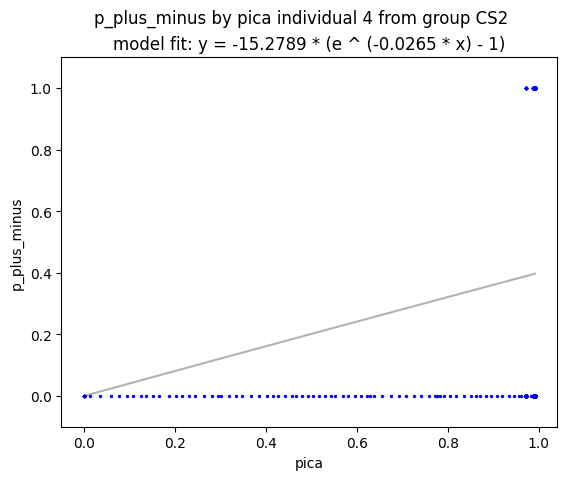 p_plus_minus by pica individual 4 from group CS2
model fit: y = -15.2789 * (e ^ (-0.0265 * x) - 1)
1.0
0.8
0.6
0.4
0.2
0.0
p_plus_minus
0.0 0.2 0.4 0.6 0.8 1.0
pica